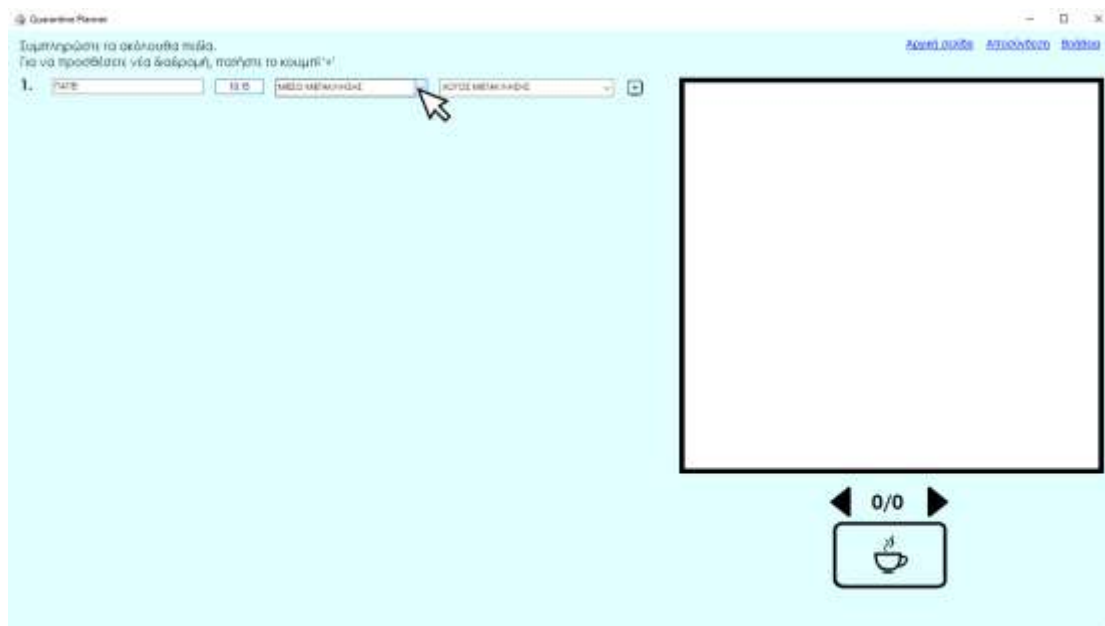 Quarantine Planner
Συμπληρώστε τα ακόλουθα πεδία.
Για να προσθέσετε νέα διαδρομή, πατήστε το κουμπί '+'
Αρχική σελίδα Αποσύνδεση Βοήθεια
1. ΜΕΣΟ ΜΕΤΑΚΙΝΗΣΗΣ ΛΟΓΟΣ ΜΕΤΑΚΙΝΗΣΗΣ
0/0